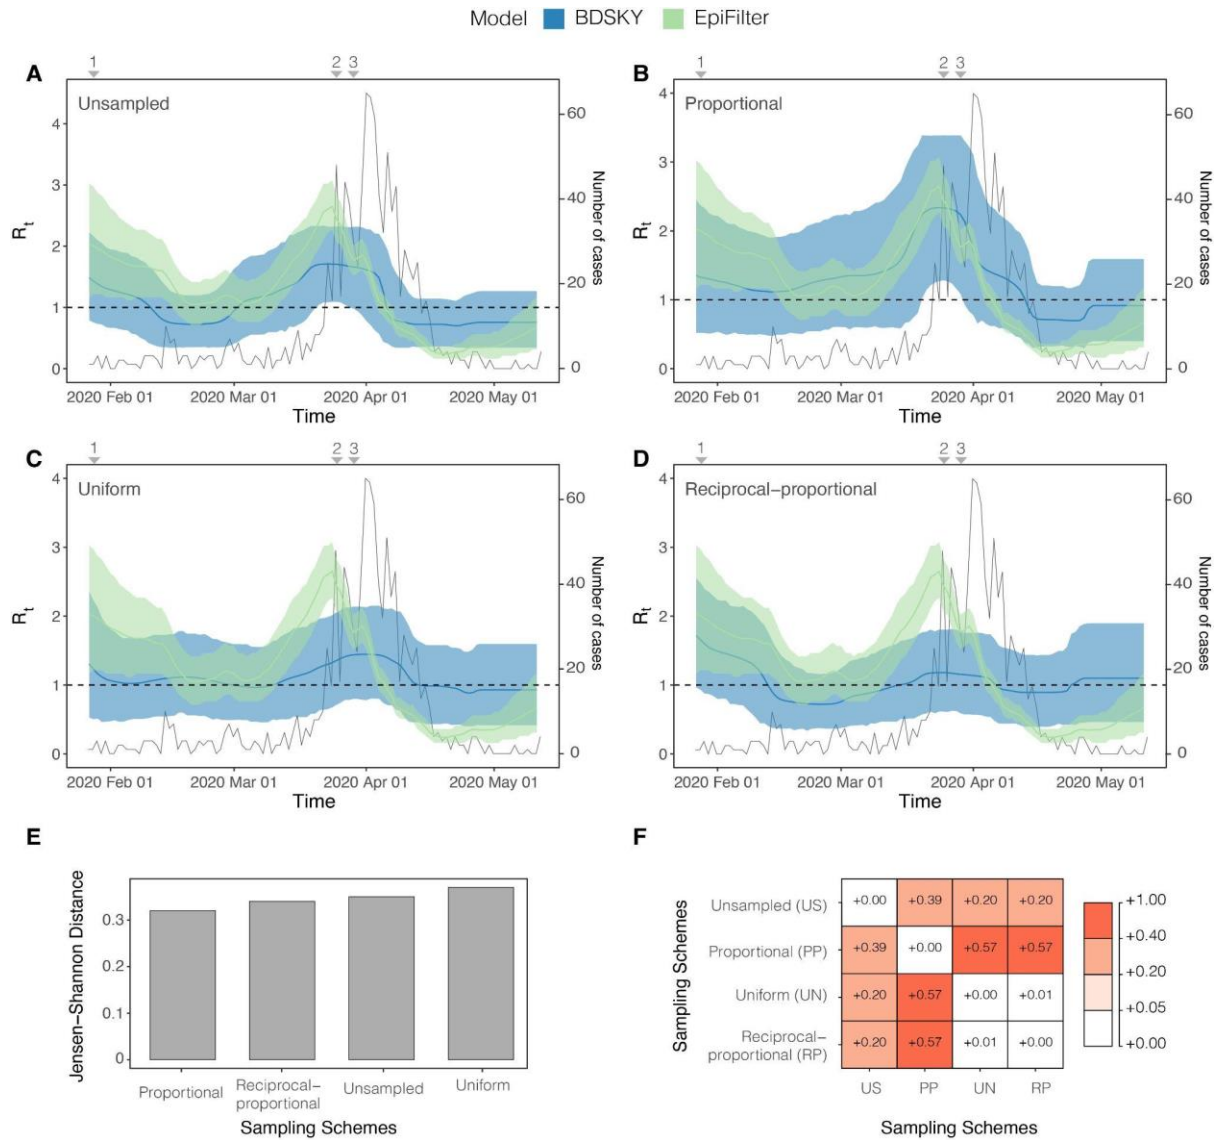 Model BDSKY EpiFilter
A
1 2 3
Unsampled
4
3
2
1
0
Rt
60
40
20
0
Number of cases
2020 Feb 01 2020 Mar 01 2020 Apr 01 2020 May 01
Time
B
1 2 3
Proportional
4
3
2
1
0
Rt
60
40
20
0
Number of cases
2020 Feb 01 2020 Mar 01 2020 Apr 01 2020 May 01
Time
C
1 2 3
Uniform
4
3
2
1
0
Rt
60
40
20
0
Number of cases
2020 Feb 01 2020 Mar 01 2020 Apr 01 2020 May 01
Time
D
1 2 3
Reciprocal–proportional
4
3
2
1
0
Rt
60
40
20
0
Number of cases
2020 Feb 01 2020 Mar 01 2020 Apr 01 2020 May 01
Time
E
Jensen–Shannon Distance
0.3
0.2
0.1
0
Proportional Reciprocal– Unsampled Uniform
proportional
Sampling Schemes
F
Sampling Schemes
Unsampled (US) +0.00 +0.39 +0.20 +0.20
Proportional (PP) +0.39 +0.00 +0.57 +0.57
Uniform (UN) +0.20 +0.57 +0.00 +0.01
Reciprocal–
proportional (RP) +0.20 +0.57 +0.01 +0.00
US PP UN RP
Sampling Schemes
+1.00
+0.40
+0.20
+0.05
+0.00